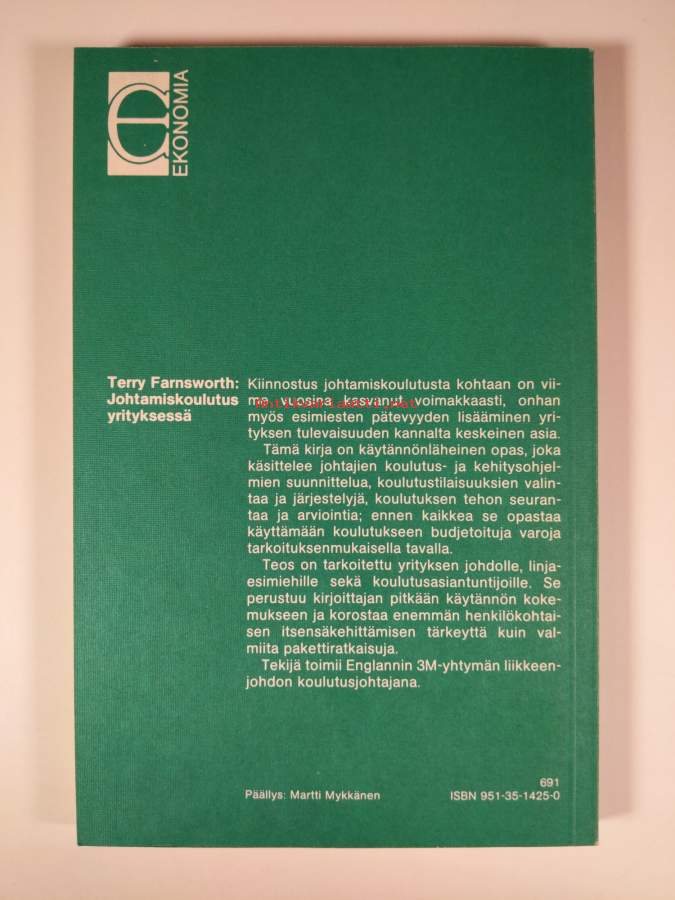 EKONOMIA
Terry Farnsworth:
Johtamiskoulutus
yrityksessä
Kiinnostus johtamiskoulutusta kohtaan on vii-
me vuosina kasvanut voimakkaasti, onhan
myös esimiesten pätevyyden lisääminen yri-
tyksen tulevaisuuden kannalta keskeinen asia.
Tämä kirja on käytännönläheinen opas, joka
käsittelee johtajien koulutus- ja kehitysohjel-
mien suunnittelua, koulutustilaisuuksien valin-
taa ja järjestelyjä, koulutuksen tehon seuran-
taa ja arviointia; ennen kaikkea se opastaa
käyttämään koulutukseen budjetoituja varoja
tarkoituksenmukaisella tavalla.
Teos on tarkoitettu yrityksen johdolle, linja-
esimiehille sekä koulutusasiantuntijoille. Se
perustuu kirjoittajan pitkään käytännön koke-
mukseen ja korostaa enemmän henkilökohtai-
sen itsensäkehittämisen tärkeyttä kuin val-
miita pakettiratkaisuja.
Tekijä toimii Englannin 3M-yhtymän liikkeen-
johdon koulutusjohtajana.
691
Päällys: Martti Mykkänen
ISBN 951-35-1425-0